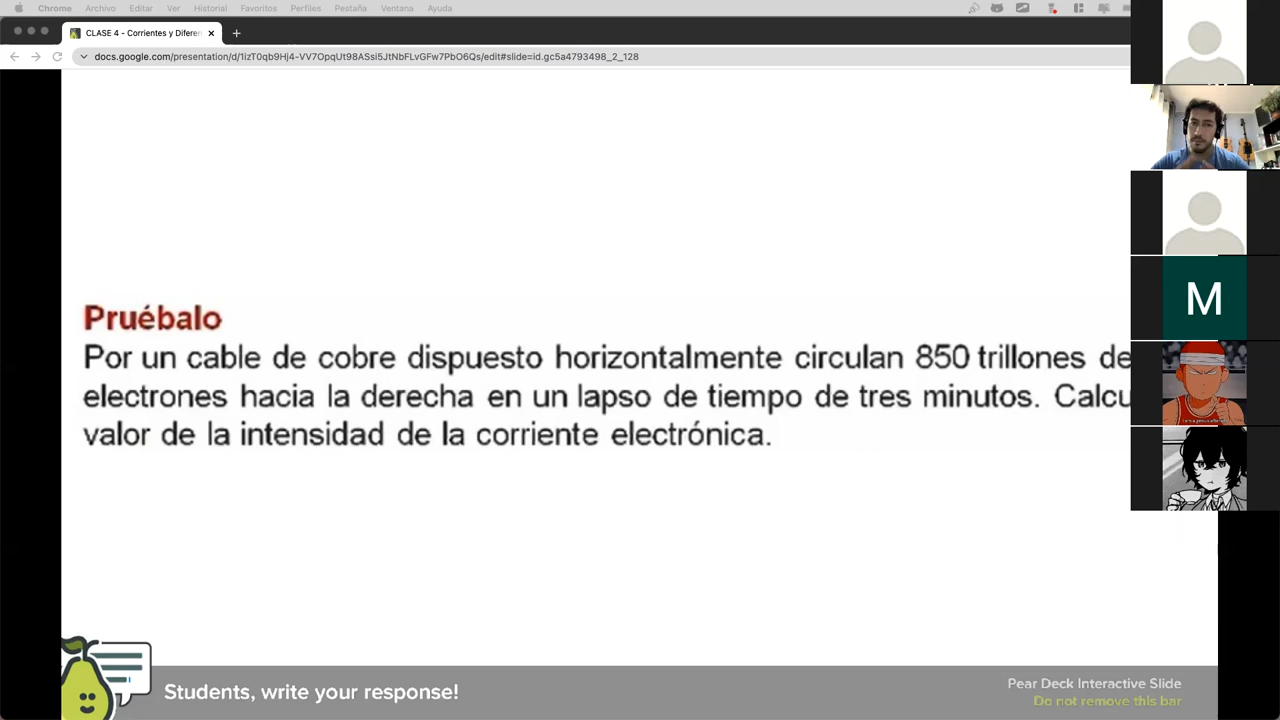 Chrome Archivo Editar Ver Historial Favoritos Perfiles Pestaña Ventana Ayuda
CLASE 4 - Corrientes y Diferen
docs.google.com/presentation/d/1izT0qb9Hj4-VV7OpqUt98ASsi5JtNbFLvGFw7PbO6Qs/edit#slide=id.gc5a4793498_2_128
Pruébalo
Por un cable de cobre dispuesto horizontalmente circulan 850 trillones de
electrones hacia la derecha en un lapso de tiempo de tres minutos. Calcu
valor de la intensidad de la corriente electrónica.
M
Students, write your response!
Pear Deck Interactive Slide
Do not remove this bar